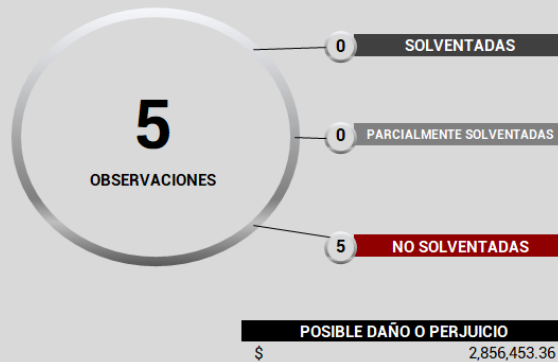 5
OBSERVACIONES
0 SOLVENTADAS
0 PARCIALMENTE SOLVENTADAS
5 NO SOLVENTADAS
POSIBLE DAÑO O PERJUICIO
$ 2,856,453.36